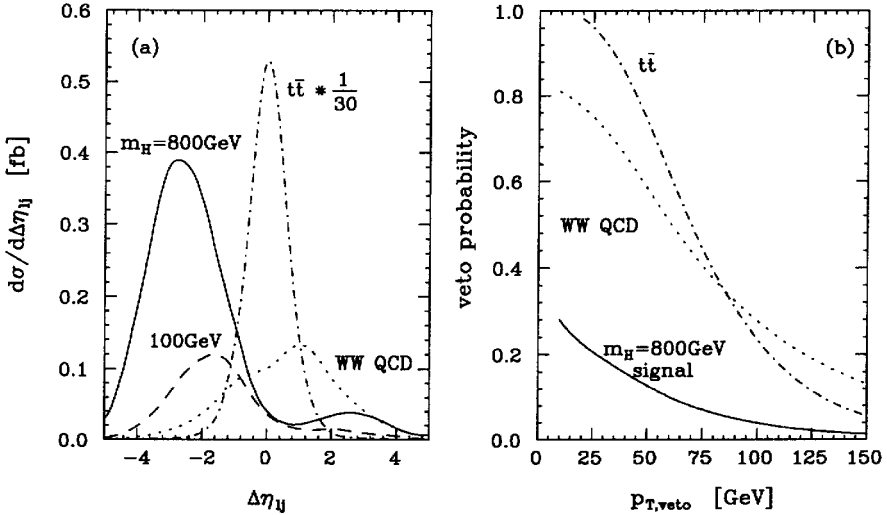 (a)
dσ/dΔη_lj [fb]
0.6
0.5
0.4
0.3
0.2
0.1
0.0
tt̄ * 1/30
m_H=800GeV
100GeV
WW QCD
−4 −2 0 2 4
Δη_lj
(b)
veto probability
1.0
0.8
0.6
0.4
0.2
0.0
tt̄
WW QCD
m_H=800GeV
signal
0 25 50 75 100 125 150
p_T,veto [GeV]